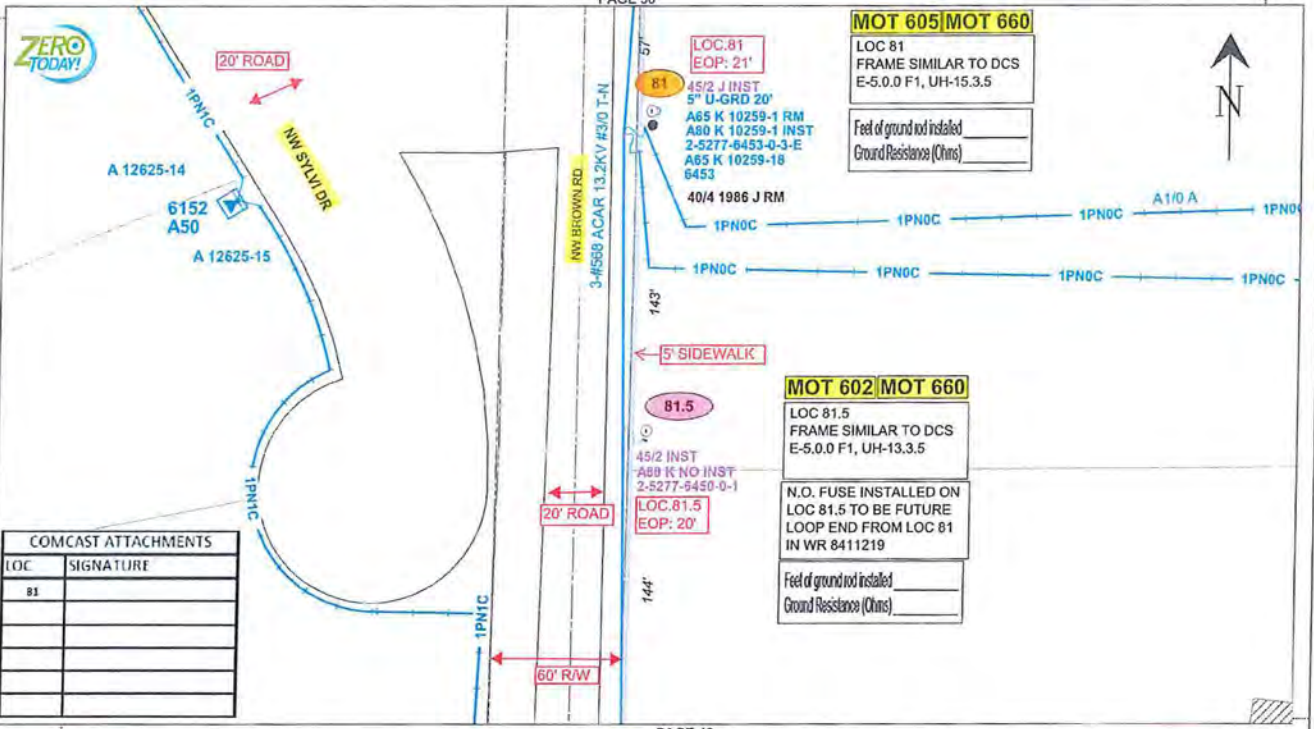 ZERO
TODAY!
20' ROAD
1PN1C
NW SYLVI DR
A 12625-14
6152
A50
A 12625-15
1PN1C
1PN1C
COMCAST ATTACHMENTS
LOC SIGNATURE
81
NW BROWN RD
3-#568 ACAR 13.2KV #3/0 T-N
57'
LOC.81
EOP: 21'
81
45/2 J INST
5" U-GRD 20'
A65 K 10259-1 RM
A80 K 10259-1 INST
2-5277-6453-0-3-E
A65 K 10259-18
6453
40/4 1986 J RM
MOT 605 MOT 660
LOC 81
FRAME SIMILAR TO DCS
E-5.0.0 F1, UH-15.3.5
Feet of ground rod installed
Ground Resistance (Ohms)
N
1PN0C 1PN0C 1PN0C A1/0 A 1PN0
1PN0C 1PN0C 1PN0C 1PN0C
143'
5' SIDEWALK
81.5
45/2 INST
A80 K NO INST
2-5277-6450-0-1
LOC.81.5
EOP: 20'
20' ROAD
144'
60' R/W
MOT 602 MOT 660
LOC 81.5
FRAME SIMILAR TO DCS
E-5.0.0 F1, UH-13.3.5
N.O. FUSE INSTALLED ON
LOC 81.5 TO BE FUTURE
LOOP END FROM LOC 81
IN WR 8411219
Feet of ground rod installed
Ground Resistance (Ohms)